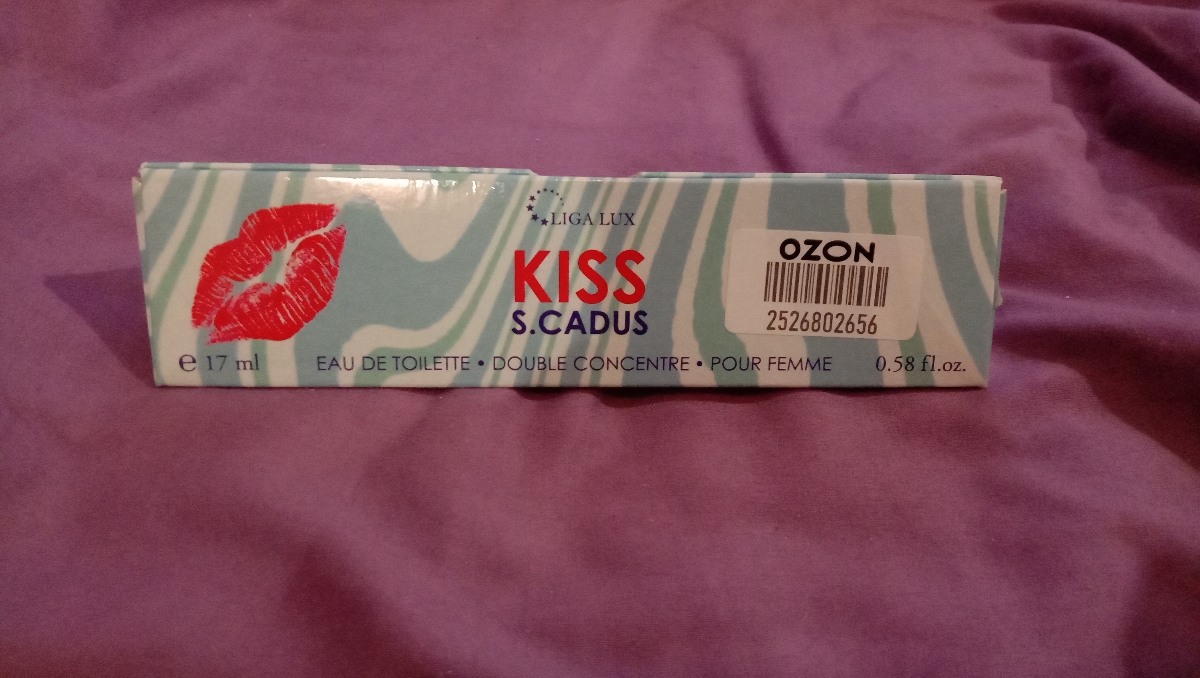 LIGA LUX
KISS
S.CADUS
OZON
2526802656
e 17 ml
EAU DE TOILETTE • DOUBLE CONCENTRE • POUR FEMME
0.58 fl.oz.